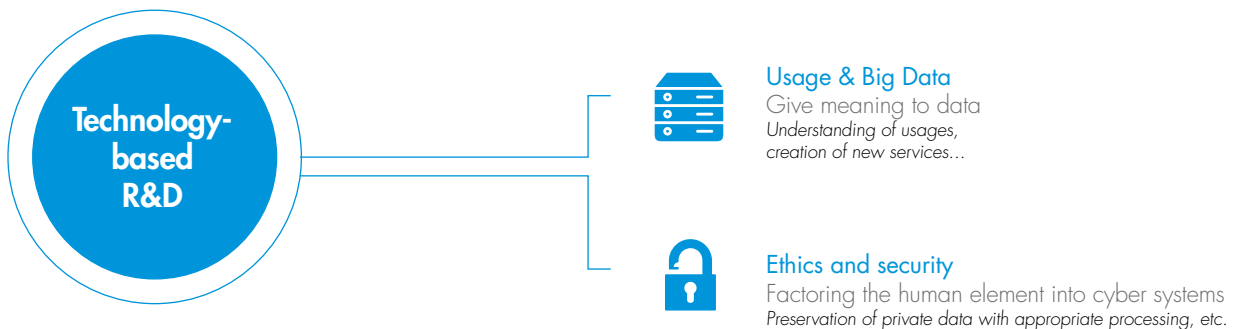 Technology-
based
R&D
Usage & Big Data
Give meaning to data
Understanding of usages,
creation of new services...
Ethics and security
Factoring the human element into cyber systems
Preservation of private data with appropriate processing, etc.